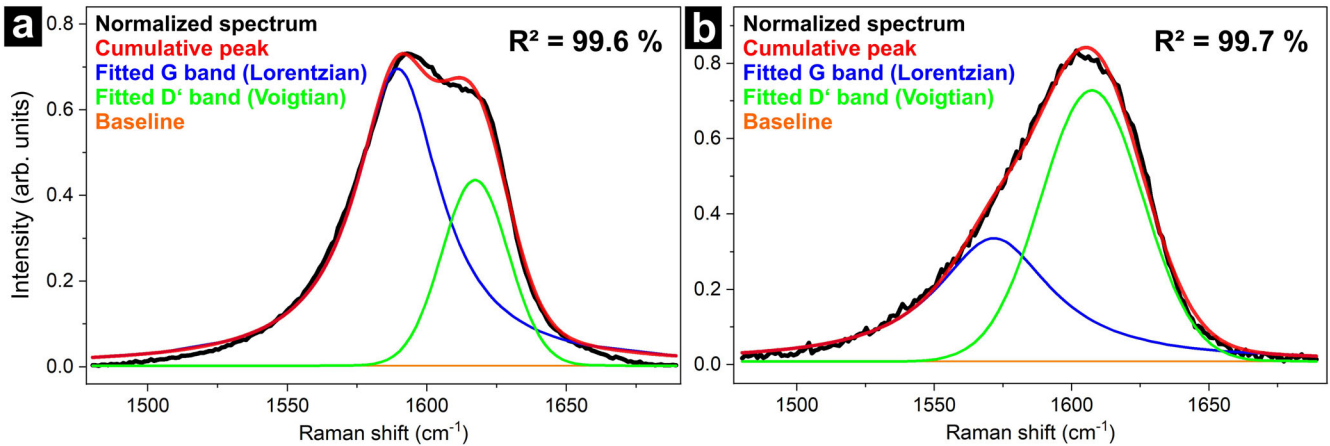 a
Normalized spectrum
Cumulative peak
Fitted G band (Lorentzian)
Fitted D‘ band (Voigtian)
Baseline
R² = 99.6 %
0.8
0.6
0.4
0.2
0.0
Intensity (arb. units)
1500 1550 1600 1650
Raman shift (cm⁻¹)
b
Normalized spectrum
Cumulative peak
Fitted G band (Lorentzian)
Fitted D‘ band (Voigtian)
Baseline
R² = 99.7 %
0.8
0.6
0.4
0.2
0.0
1500 1550 1600 1650
Raman shift (cm⁻¹)